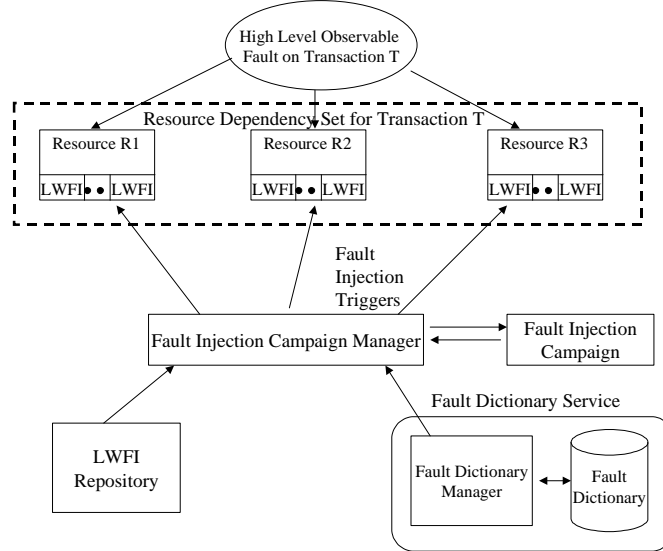 High Level Observable
Fault on Transaction T
Resource Dependency Set for Transaction T
Resource R1
Resource R2
Resource R3
LWFI LWFI
LWFI LWFI
LWFI LWFI
Fault
Injection
Triggers
Fault Injection Campaign Manager
Fault Injection
Campaign
Fault Dictionary Service
LWFI
Repository
Fault Dictionary
Manager
Fault
Dictionary